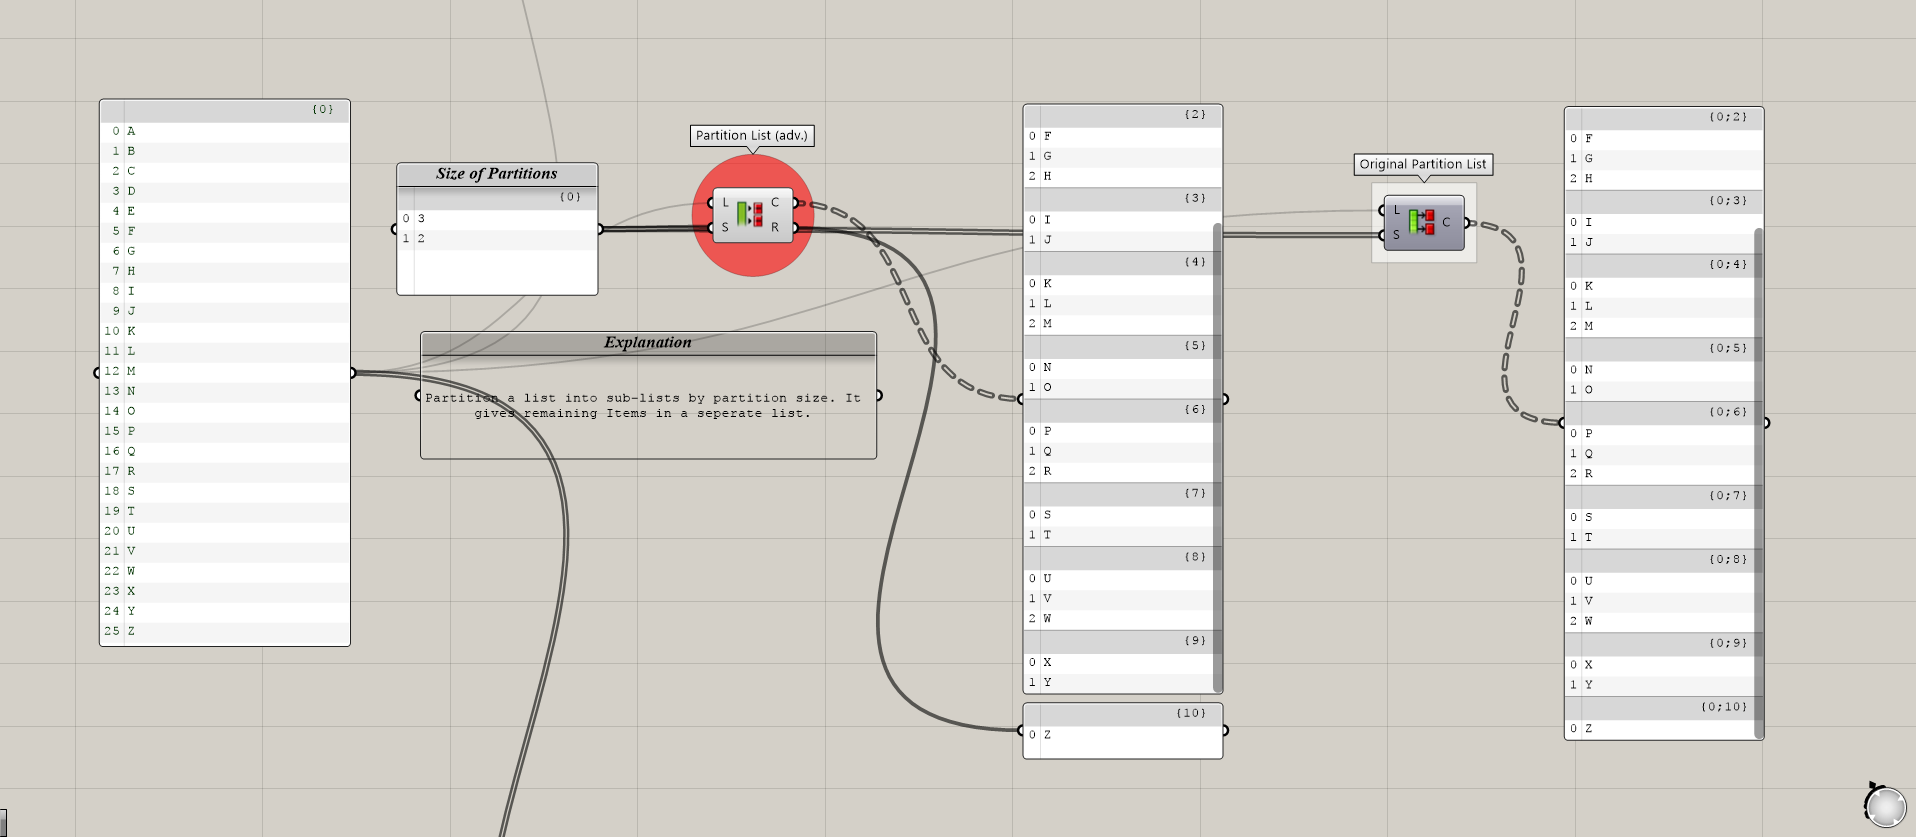 {0}
0 A
1 B
2 C
3 D
4 E
5 F
6 G
7 H
8 I
9 J
10 K
11 L
12 M
13 N
14 O
15 P
16 Q
17 R
18 S
19 T
20 U
21 V
22 W
23 X
24 Y
25 Z
Size of Partitions
{0}
0 3
1 2
Explanation
Partition a list into sub-lists by partition size. It
gives remaining Items in a seperate list.
Partition List (adv.)
L C
S R
{2}
0 F
1 G
2 H
{3}
0 I
1 J
{4}
0 K
1 L
2 M
{5}
0 N
1 O
{6}
0 P
1 Q
2 R
{7}
0 S
1 T
{8}
0 U
1 V
2 W
{9}
0 X
1 Y
{10}
0 Z
Original Partition List
L
C
S
{0;2}
0 F
1 G
2 H
{0;3}
0 I
1 J
{0;4}
0 K
1 L
2 M
{0;5}
0 N
1 O
{0;6}
0 P
1 Q
2 R
{0;7}
0 S
1 T
{0;8}
0 U
1 V
2 W
{0;9}
0 X
1 Y
{0;10}
0 Z